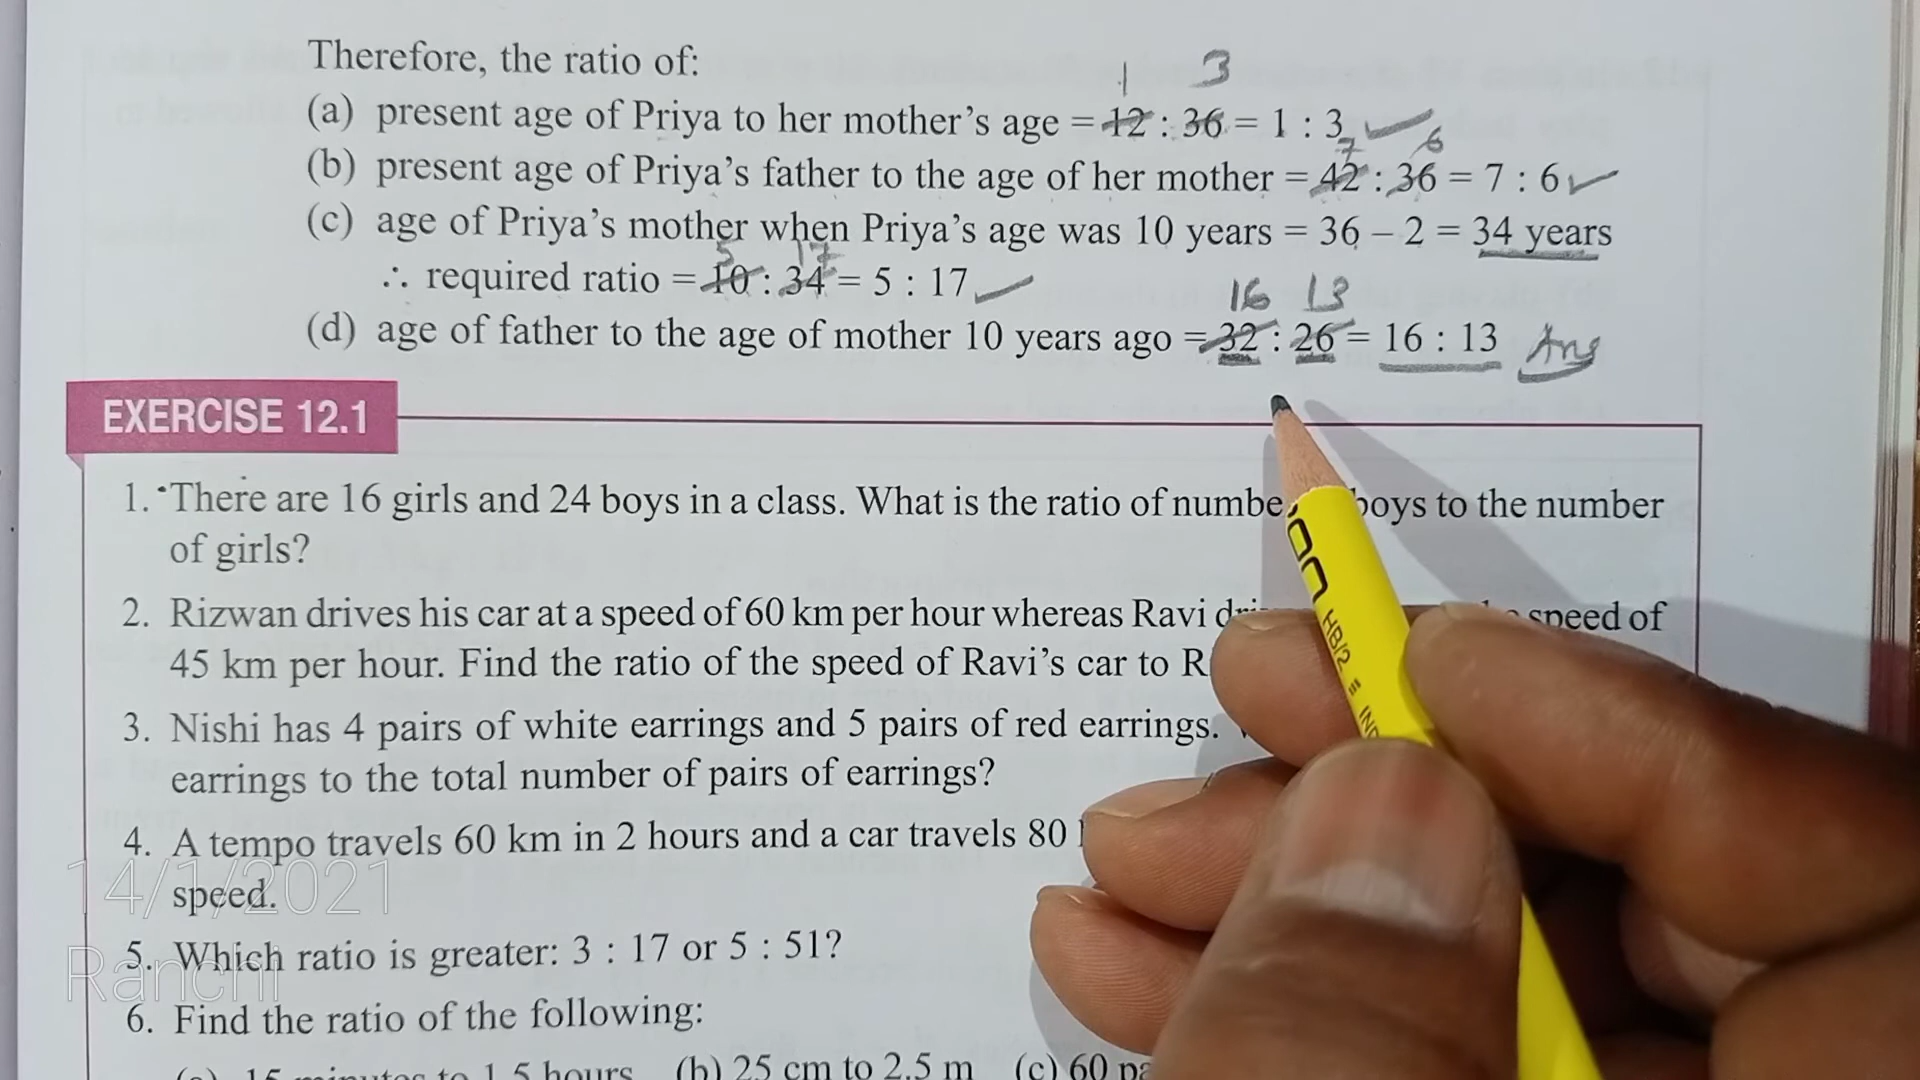 Therefore, the ratio of:
1 3
(a) present age of Priya to her mother's age = 12 : 36 = 1 : 3
7 6
(b) present age of Priya's father to the age of her mother = 42 : 36 = 7 : 6
(c) age of Priya's mother when Priya's age was 10 years = 36 – 2 = 34 years
5 17
∴ required ratio = 10 : 34 = 5 : 17
16 13
(d) age of father to the age of mother 10 years ago = 32 : 26 = 16 : 13 Ans
EXERCISE 12.1
1. There are 16 girls and 24 boys in a class. What is the ratio of numbe boys to the number
of girls?
2. Rizwan drives his car at a speed of 60 km per hour whereas Ravi speed of
45 km per hour. Find the ratio of the speed of Ravi's car to R
3. Nishi has 4 pairs of white earrings and 5 pairs of red earrings.
earrings to the total number of pairs of earrings?
4. A tempo travels 60 km in 2 hours and a car travels 80
speed.
14/1/2021
5. Which ratio is greater: 3 : 17 or 5 : 51?
Ranchi
6. Find the ratio of the following:
(a) 15 minutes to 1.5 hours (b) 25 cm to 2.5 m (c) 60 pa
HB/2